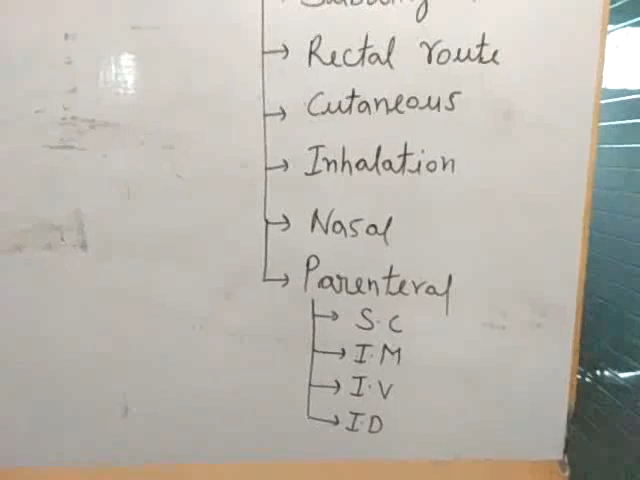 Rectal route
Cutaneous
Inhalation
Nasal
Parenteral
S.C
I.M
I.V
I.D